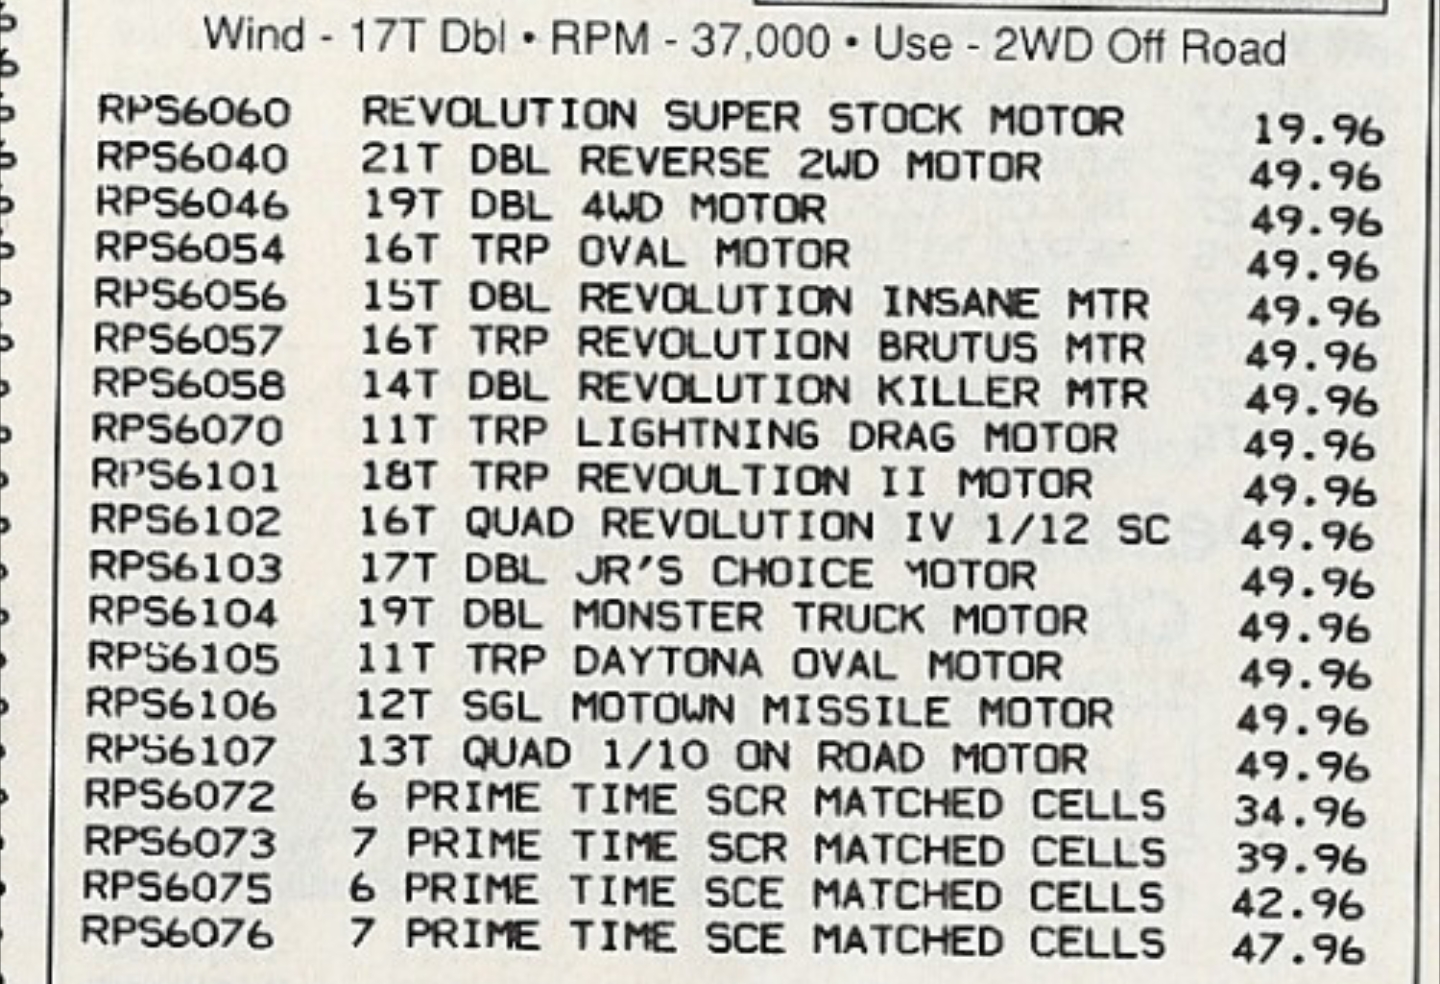 Wind - 17T Dbl • RPM - 37,000 • Use - 2WD Off Road
RPS6060 REVOLUTION SUPER STOCK MOTOR 19.96
RPS6040 21T DBL REVERSE 2WD MOTOR 49.96
RPS6046 19T DBL 4WD MOTOR 49.96
RPS6054 16T TRP OVAL MOTOR 49.96
RPS6056 15T DBL REVOLUTION INSANE MTR 49.96
RPS6057 16T TRP REVOLUTION BRUTUS MTR 49.96
RPS6058 14T DBL REVOLUTION KILLER MTR 49.96
RPS6070 11T TRP LIGHTNING DRAG MOTOR 49.96
RPS6101 18T TRP REVOULTION II MOTOR 49.96
RPS6102 16T QUAD REVOLUTION IV 1/12 SC 49.96
RPS6103 17T DBL JR'S CHOICE MOTOR 49.96
RPS6104 19T DBL MONSTER TRUCK MOTOR 49.96
RPS6105 11T TRP DAYTONA OVAL MOTOR 49.96
RPS6106 12T SGL MOTOWN MISSILE MOTOR 49.96
RPS6107 13T QUAD 1/10 ON ROAD MOTOR 49.96
RPS6072 6 PRIME TIME SCR MATCHED CELLS 34.96
RPS6073 7 PRIME TIME SCR MATCHED CELLS 39.96
RPS6075 6 PRIME TIME SCE MATCHED CELLS 42.96
RPS6076 7 PRIME TIME SCE MATCHED CELLS 47.96